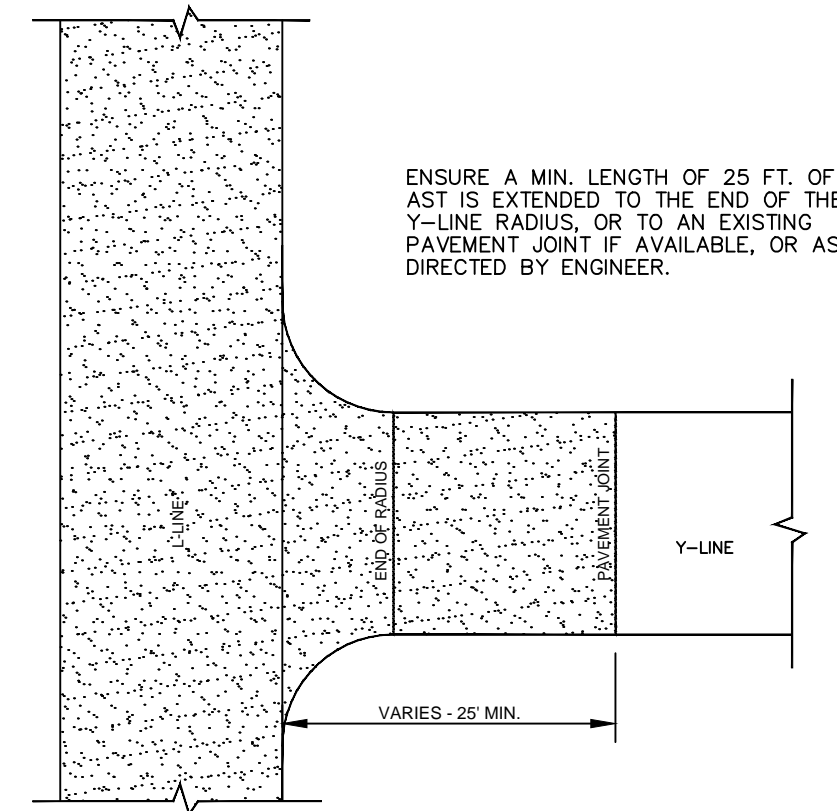 ENSURE A MIN. LENGTH OF 25 FT. OF
AST IS EXTENDED TO THE END OF THE
Y-LINE RADIUS, OR TO AN EXISTING
PAVEMENT JOINT IF AVAILABLE, OR AS
DIRECTED BY ENGINEER.
L-LINE
END OF RADIUS
PAVEMENT JOINT
Y-LINE
VARIES - 25' MIN.